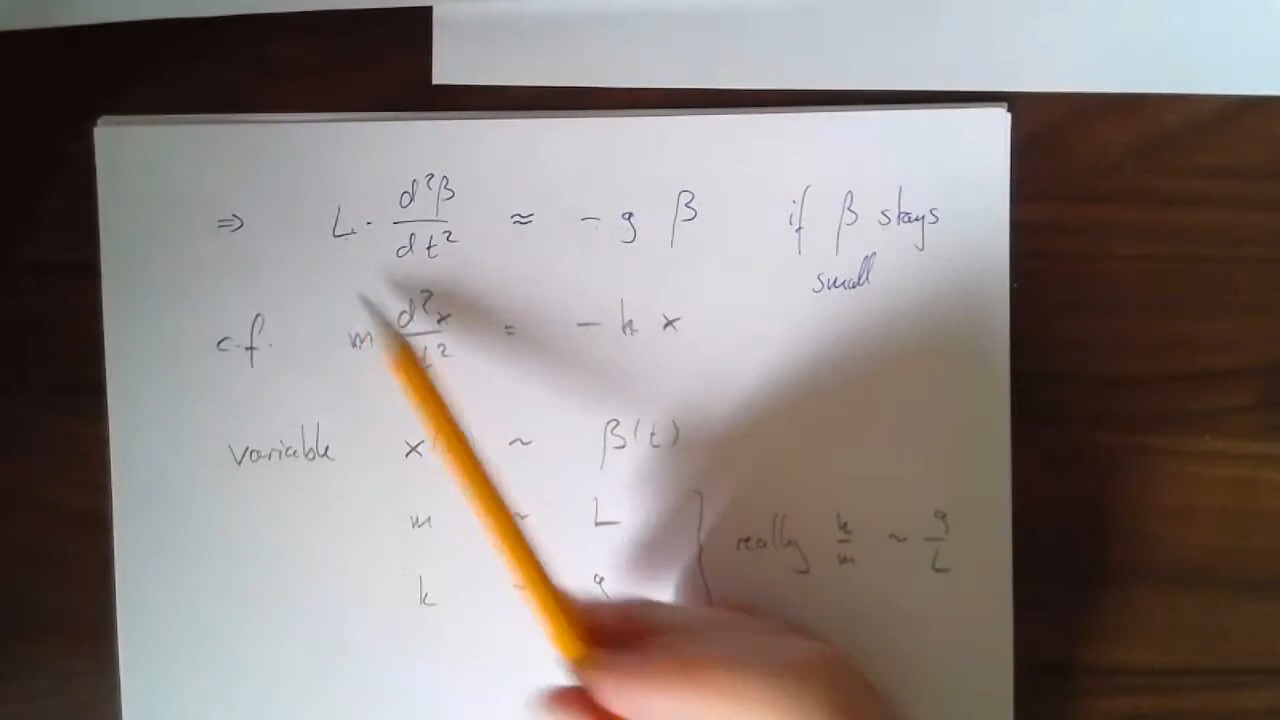 ⇒ L · d²β/dt² ≈ - g β if β stays
small
c.f. m d²x/dt² = - k x
variable x ~ β(t)
m ~ L
really k/m ~ g/L
k ~ g